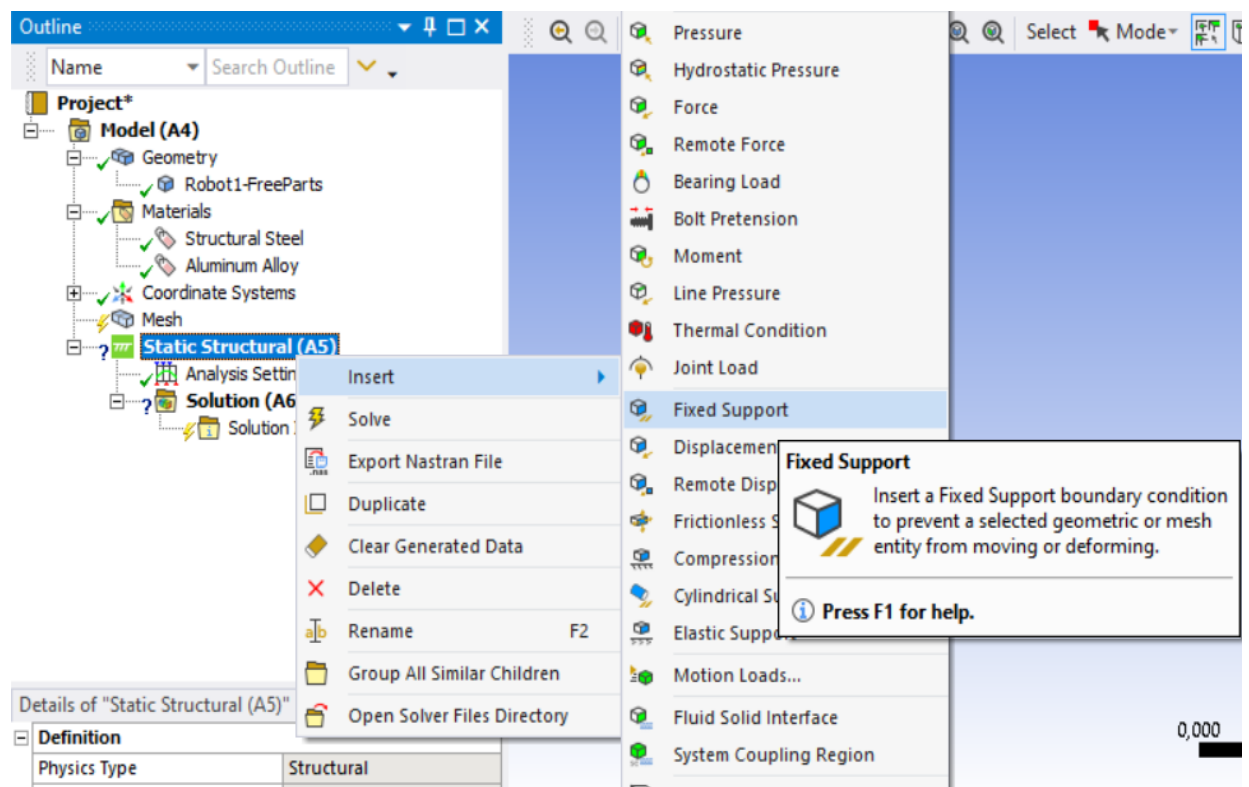 Outline
Name
Search Outline
Project*
Model (A4)
Geometry
Robot1-FreeParts
Materials
Structural Steel
Aluminum Alloy
Coordinate Systems
Mesh
Static Structural (A5)
Analysis Settin
Solution (A6
Solution
Details of "Static Structural (A5)"
Definition
Physics Type Structural
Insert
Solve
Export Nastran File
Duplicate
Clear Generated Data
Delete
Rename F2
Group All Similar Children
Open Solver Files Directory
Pressure
Hydrostatic Pressure
Force
Remote Force
Bearing Load
Bolt Pretension
Moment
Line Pressure
Thermal Condition
Joint Load
Fixed Support
Displacemen
Remote Disp
Frictionless S
Compression
Cylindrical Su
Elastic Support
Motion Loads...
Fluid Solid Interface
System Coupling Region
Fixed Support
Insert a Fixed Support boundary condition
to prevent a selected geometric or mesh
entity from moving or deforming.
Press F1 for help.
Select Mode
0,000